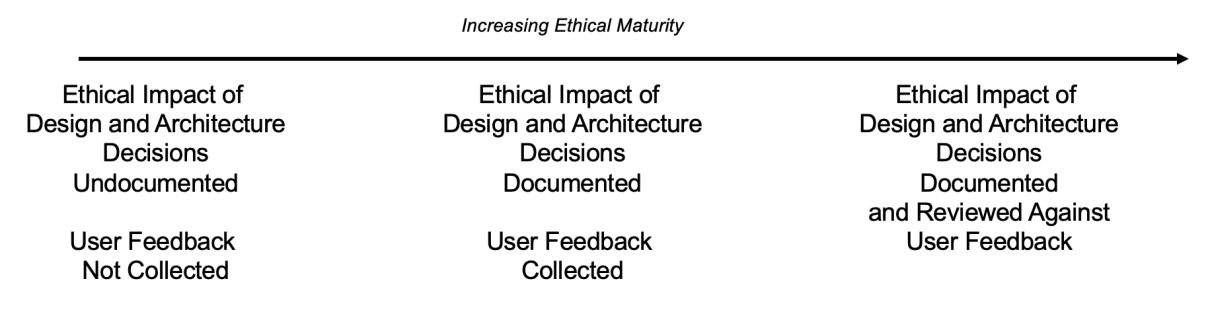 Increasing Ethical Maturity
Ethical Impact of
Design and Architecture
Decisions
Undocumented
User Feedback
Not Collected
Ethical Impact of
Design and Architecture
Decisions
Documented
User Feedback
Collected
Ethical Impact of
Design and Architecture
Decisions
Documented
and Reviewed Against
User Feedback